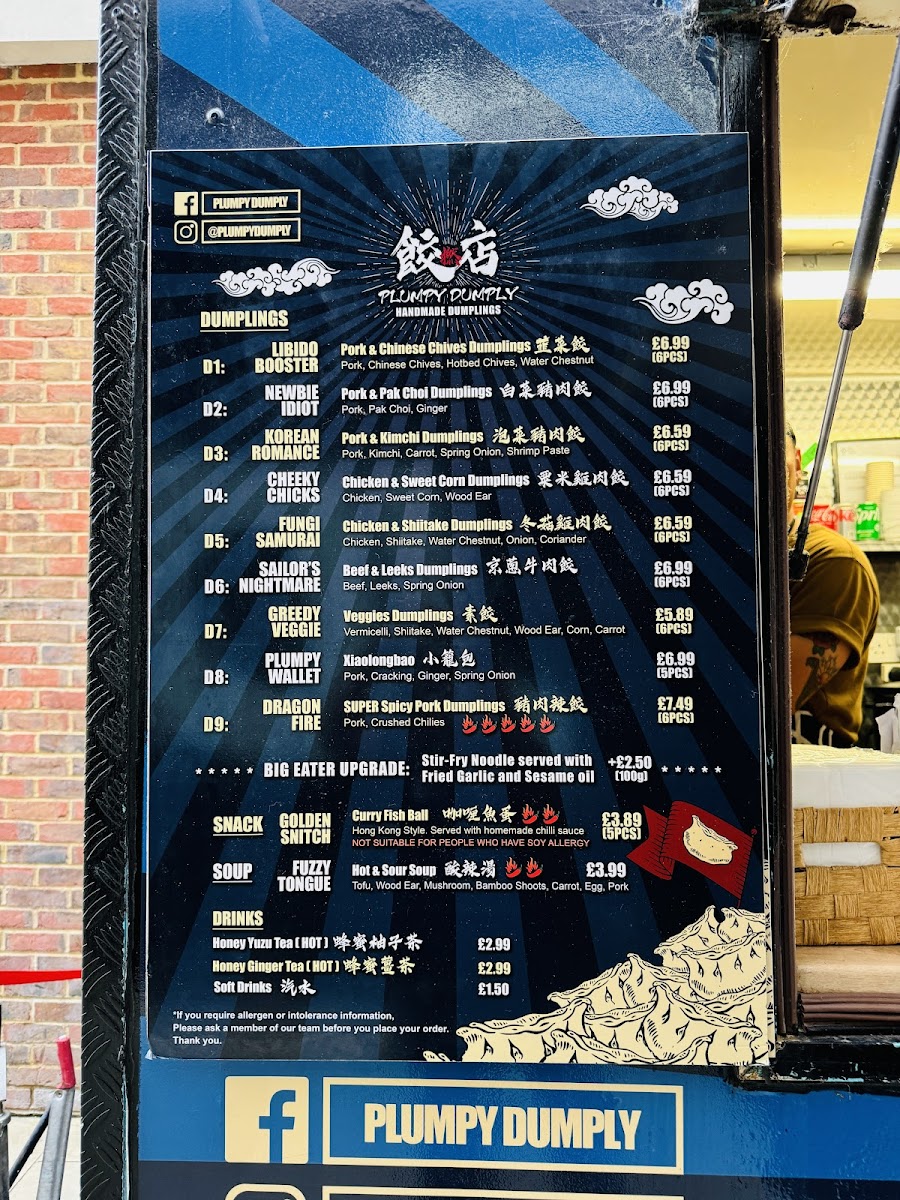 PLUMPY DUMPLY
@PLUMPYDUMPLY
餃 店
PLUMPY DUMPLY
HANDMADE DUMPLINGS
DUMPLINGS
D1: LIBIDO BOOSTER Pork & Chinese Chives Dumplings 韮菜餃 £6.99
Pork, Chinese Chives, Hotbed Chives, Water Chestnut (6PCS)
D2: NEWBIE IDIOT Pork & Pak Choi Dumplings 白菜豬肉餃 £6.99
Pork, Pak Choi, Ginger (6PCS)
D3: KOREAN ROMANCE Pork & Kimchi Dumplings 泡菜豬肉餃 £6.59
Pork, Kimchi, Carrot, Spring Onion, Shrimp Paste (6PCS)
D4: CHEEKY CHICKS Chicken & Sweet Corn Dumplings 粟米雞肉餃 £6.59
Chicken, Sweet Corn, Wood Ear (6PCS)
D5: FUNGI SAMURAI Chicken & Shiitake Dumplings 冬菇雞肉餃 £6.59
Chicken, Shiitake, Water Chestnut, Onion, Coriander (6PCS)
D6: SAILOR'S NIGHTMARE Beef & Leeks Dumplings 京蔥牛肉餃 £6.99
Beef, Leeks, Spring Onion (6PCS)
D7: GREEDY VEGGIE Veggies Dumplings 素餃 £5.89
Vermicelli, Shiitake, Water Chestnut, Wood Ear, Corn, Carrot (6PCS)
D8: PLUMPY WALLET Xiaolongbao 小籠包 £6.99
Pork, Cracking, Ginger, Spring Onion (5PCS)
D9: DRAGON FIRE SUPER Spicy Pork Dumplings 豬肉辣餃 £7.49
Pork, Crushed Chilies (6PCS)
* * * * * BIG EATER UPGRADE: Stir-Fry Noodle served with +£2.50 * * * * *
Fried Garlic and Sesame oil (100g)
SNACK GOLDEN SNITCH Curry Fish Ball 咖喱魚蛋 £3.89
Hong Kong Style. Served with homemade chilli sauce (5PCS)
NOT SUITABLE FOR PEOPLE WHO HAVE SOY ALLERGY
SOUP FUZZY TONGUE Hot & Sour Soup 酸辣湯 £3.99
Tofu, Wood Ear, Mushroom, Bamboo Shoots, Carrot, Egg, Pork
DRINKS
Honey Yuzu Tea ( HOT ) 蜂蜜柚子茶 £2.99
Honey Ginger Tea ( HOT ) 蜂蜜薑茶 £2.99
Soft Drinks 汽水 £1.50
*If you require allergen or intolerance information,
Please ask a member of our team before you place your order.
Thank you.
PLUMPY DUMPLY